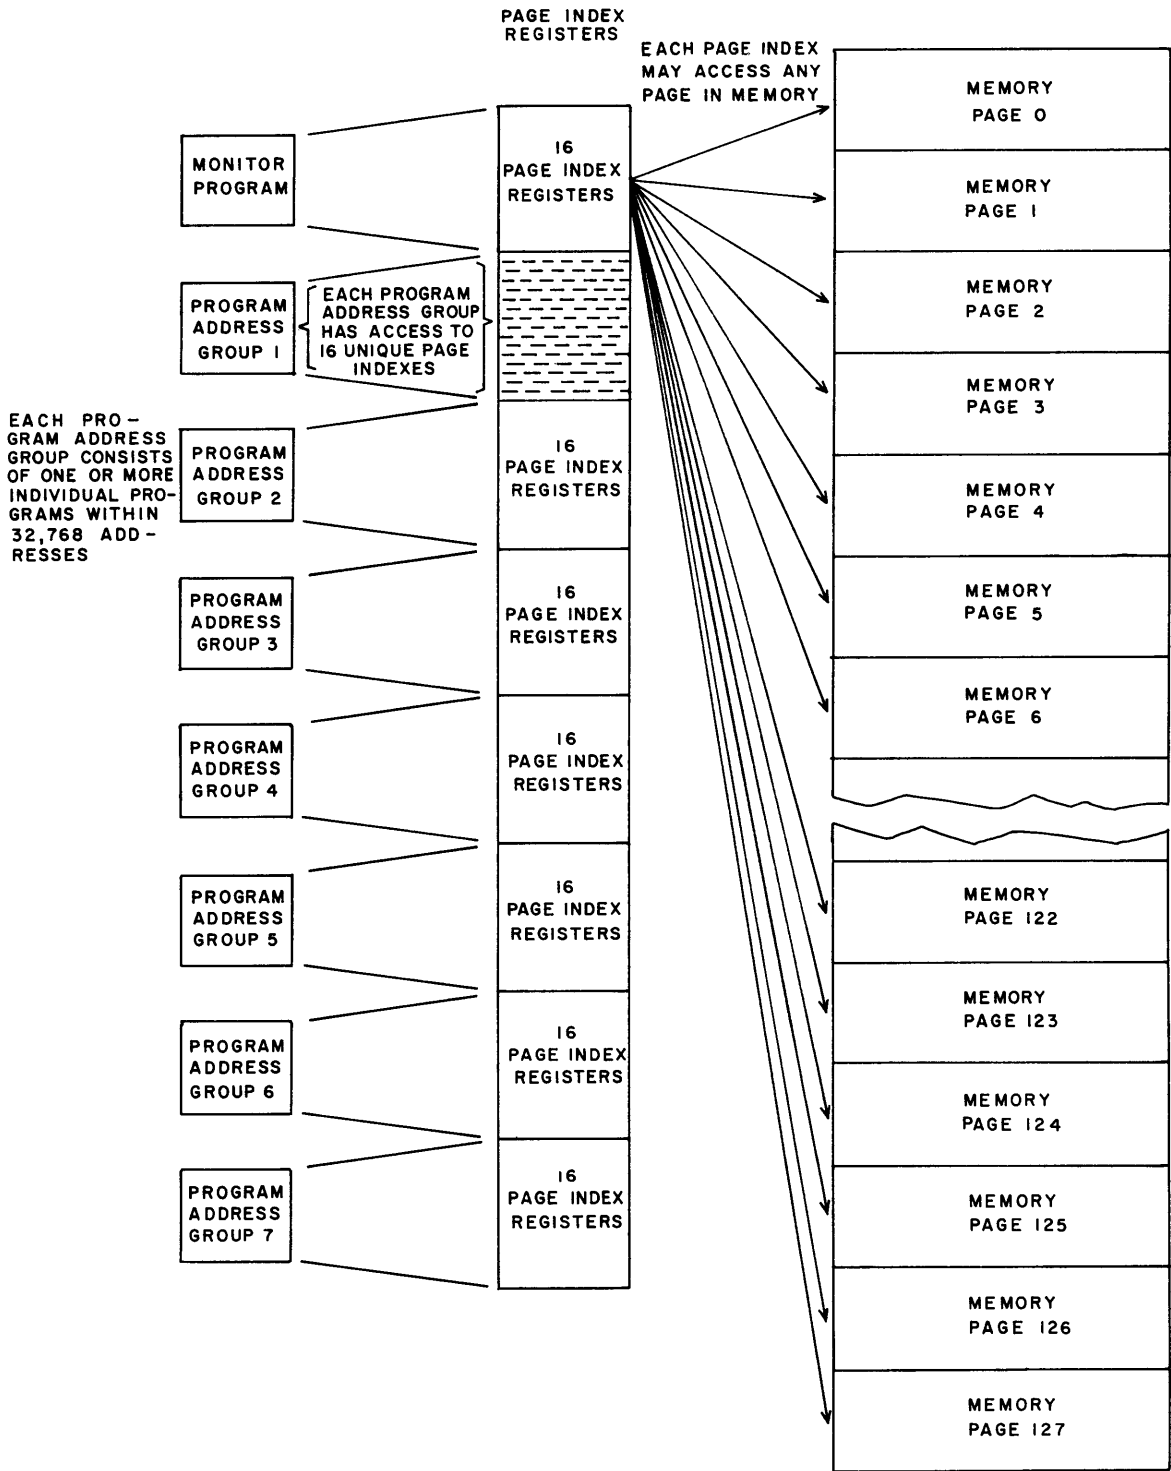 PAGE INDEX
REGISTERS
EACH PAGE INDEX
MAY ACCESS ANY
PAGE IN MEMORY
MONITOR
PROGRAM
PROGRAM
ADDRESS
GROUP 1
EACH PROGRAM
ADDRESS GROUP
HAS ACCESS TO
16 UNIQUE PAGE
INDEXES
EACH PRO-
GRAM ADDRESS
GROUP CONSISTS
OF ONE OR MORE
INDIVIDUAL PRO-
GRAMS WITHIN
32,768 ADD-
RESSES
PROGRAM
ADDRESS
GROUP 2
PROGRAM
ADDRESS
GROUP 3
PROGRAM
ADDRESS
GROUP 4
PROGRAM
ADDRESS
GROUP 5
PROGRAM
ADDRESS
GROUP 6
PROGRAM
ADDRESS
GROUP 7
16
PAGE INDEX
REGISTERS
16
PAGE INDEX
REGISTERS
16
PAGE INDEX
REGISTERS
16
PAGE INDEX
REGISTERS
16
PAGE INDEX
REGISTERS
16
PAGE INDEX
REGISTERS
16
PAGE INDEX
REGISTERS
MEMORY
PAGE 0
MEMORY
PAGE 1
MEMORY
PAGE 2
MEMORY
PAGE 3
MEMORY
PAGE 4
MEMORY
PAGE 5
MEMORY
PAGE 6
MEMORY
PAGE 122
MEMORY
PAGE 123
MEMORY
PAGE 124
MEMORY
PAGE 125
MEMORY
PAGE 126
MEMORY
PAGE 127